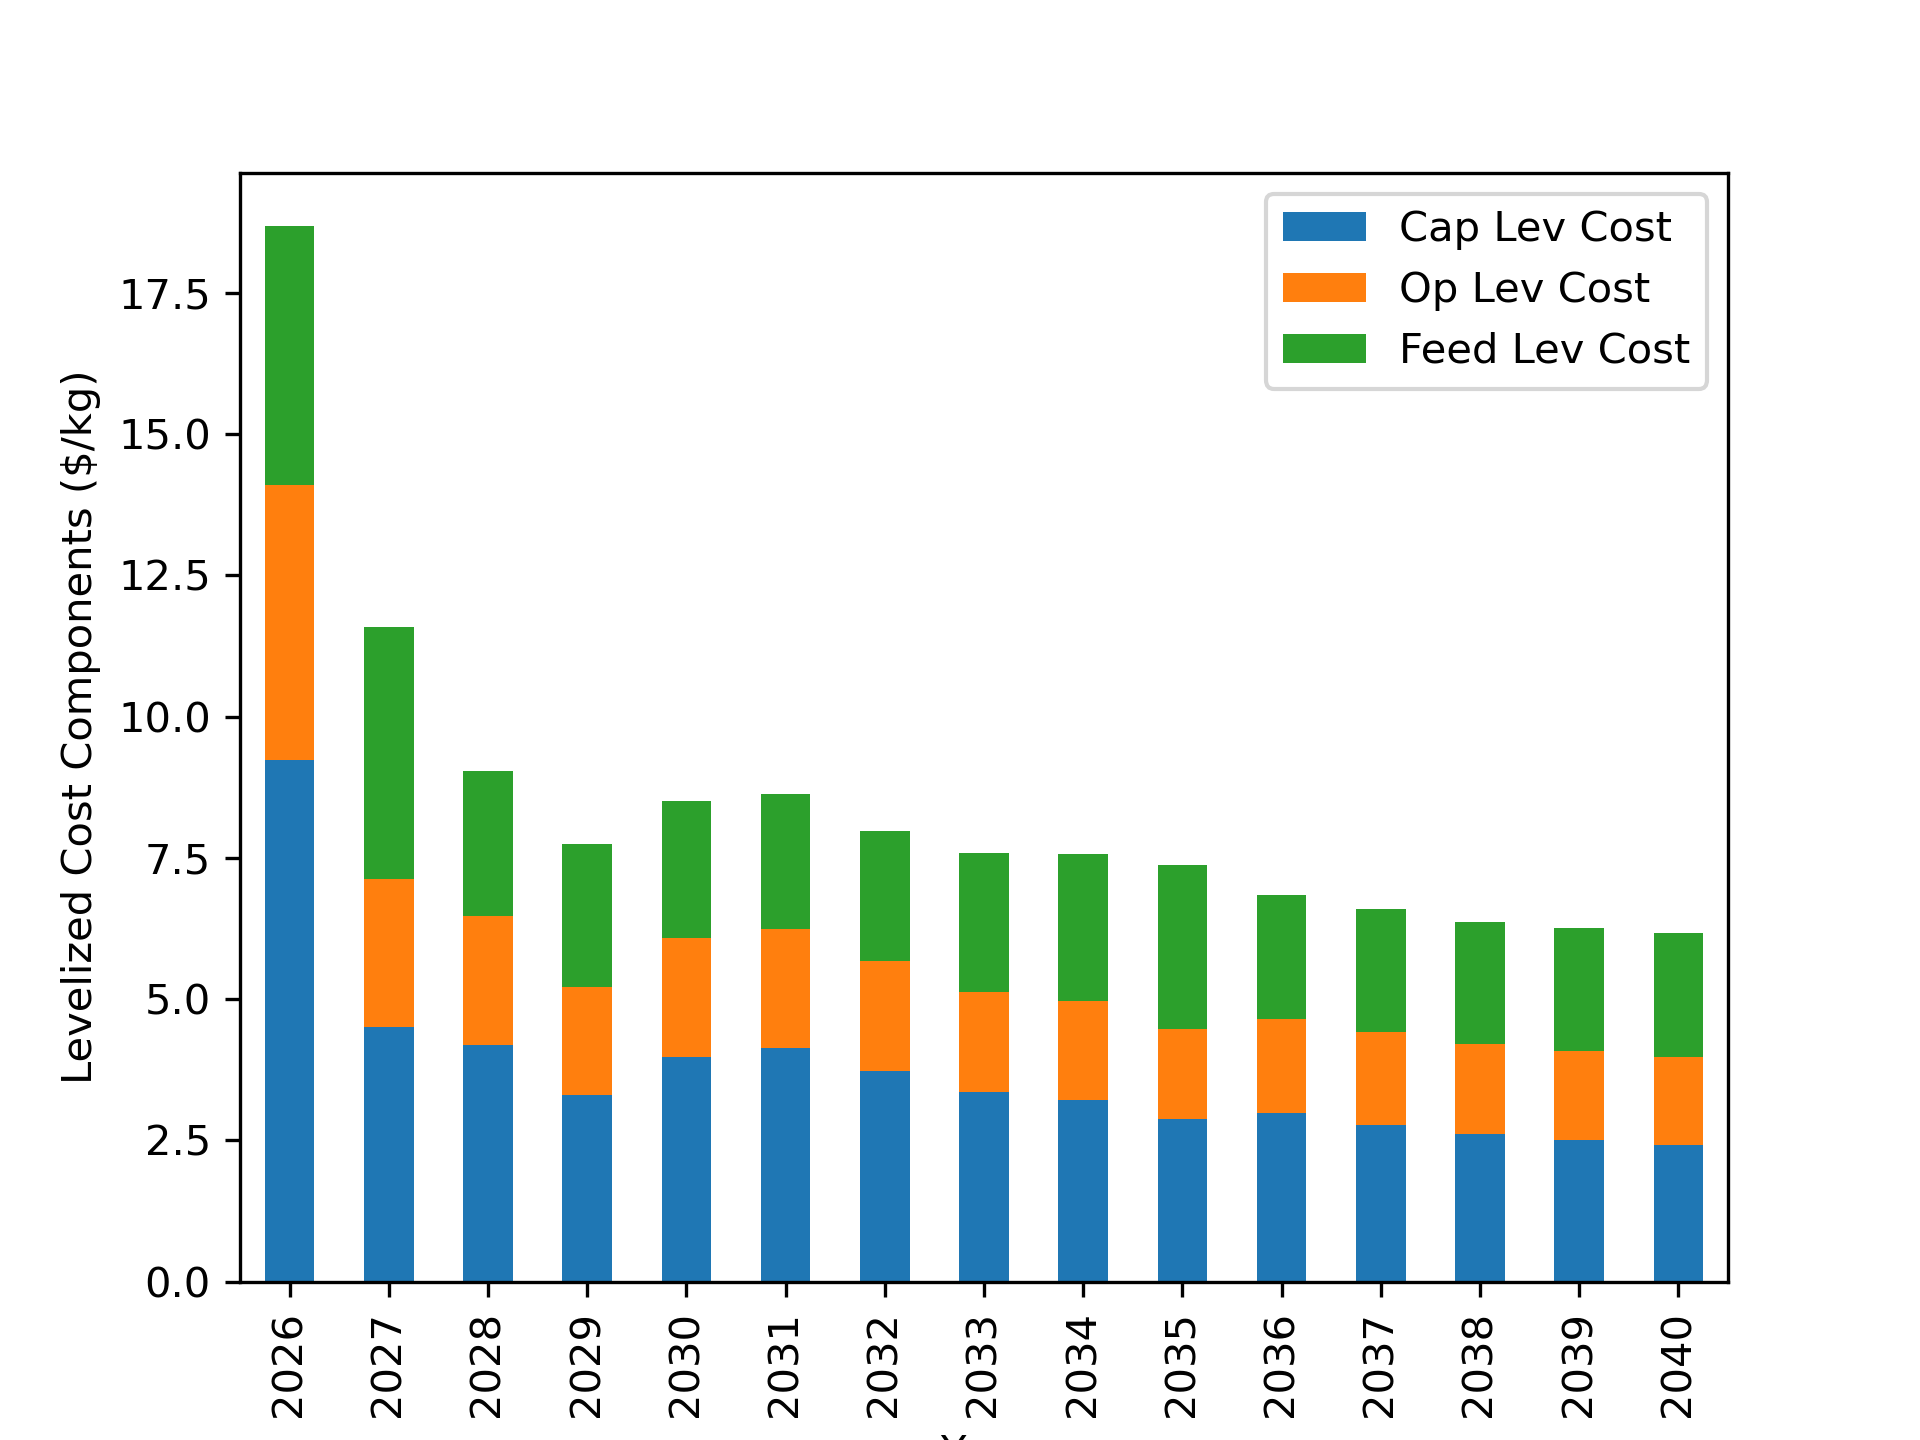 Cap Lev Cost
Op Lev Cost
Feed Lev Cost
Levelized Cost Components ($/kg)
17.5
15.0
12.5
10.0
7.5
5.0
2.5
0.0
2026 2027 2028 2029 2030 2031 2032 2033 2034 2035 2036 2037 2038 2039 2040